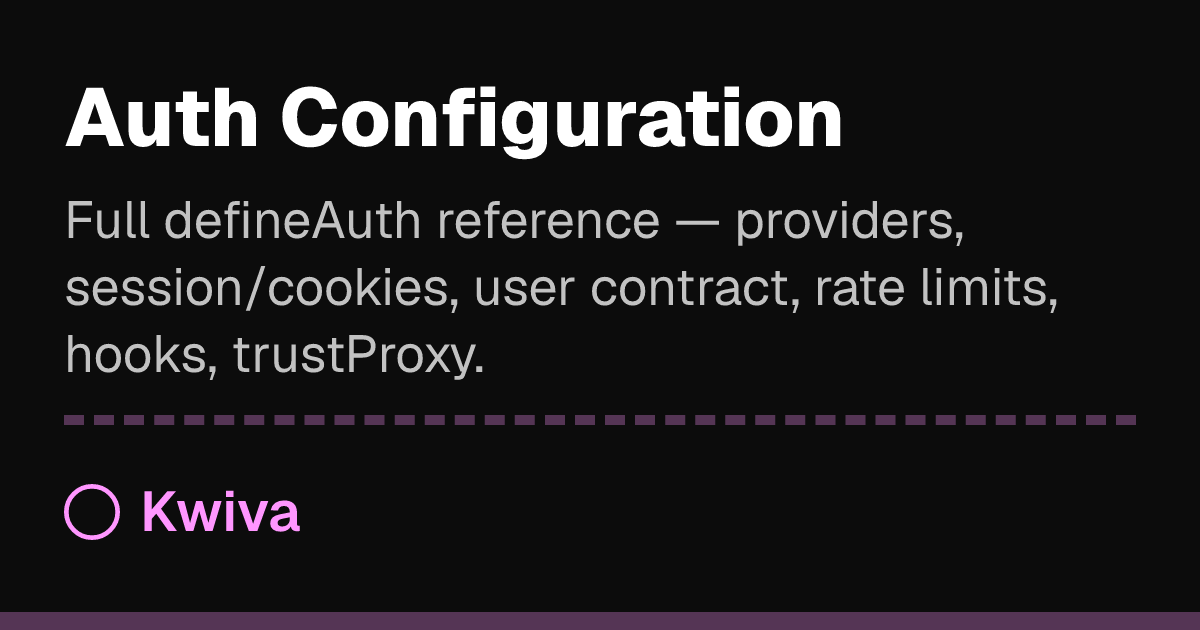 Auth Configuration
Full defineAuth reference — providers,
session/cookies, user contract, rate limits,
hooks, trustProxy.
Kwiva